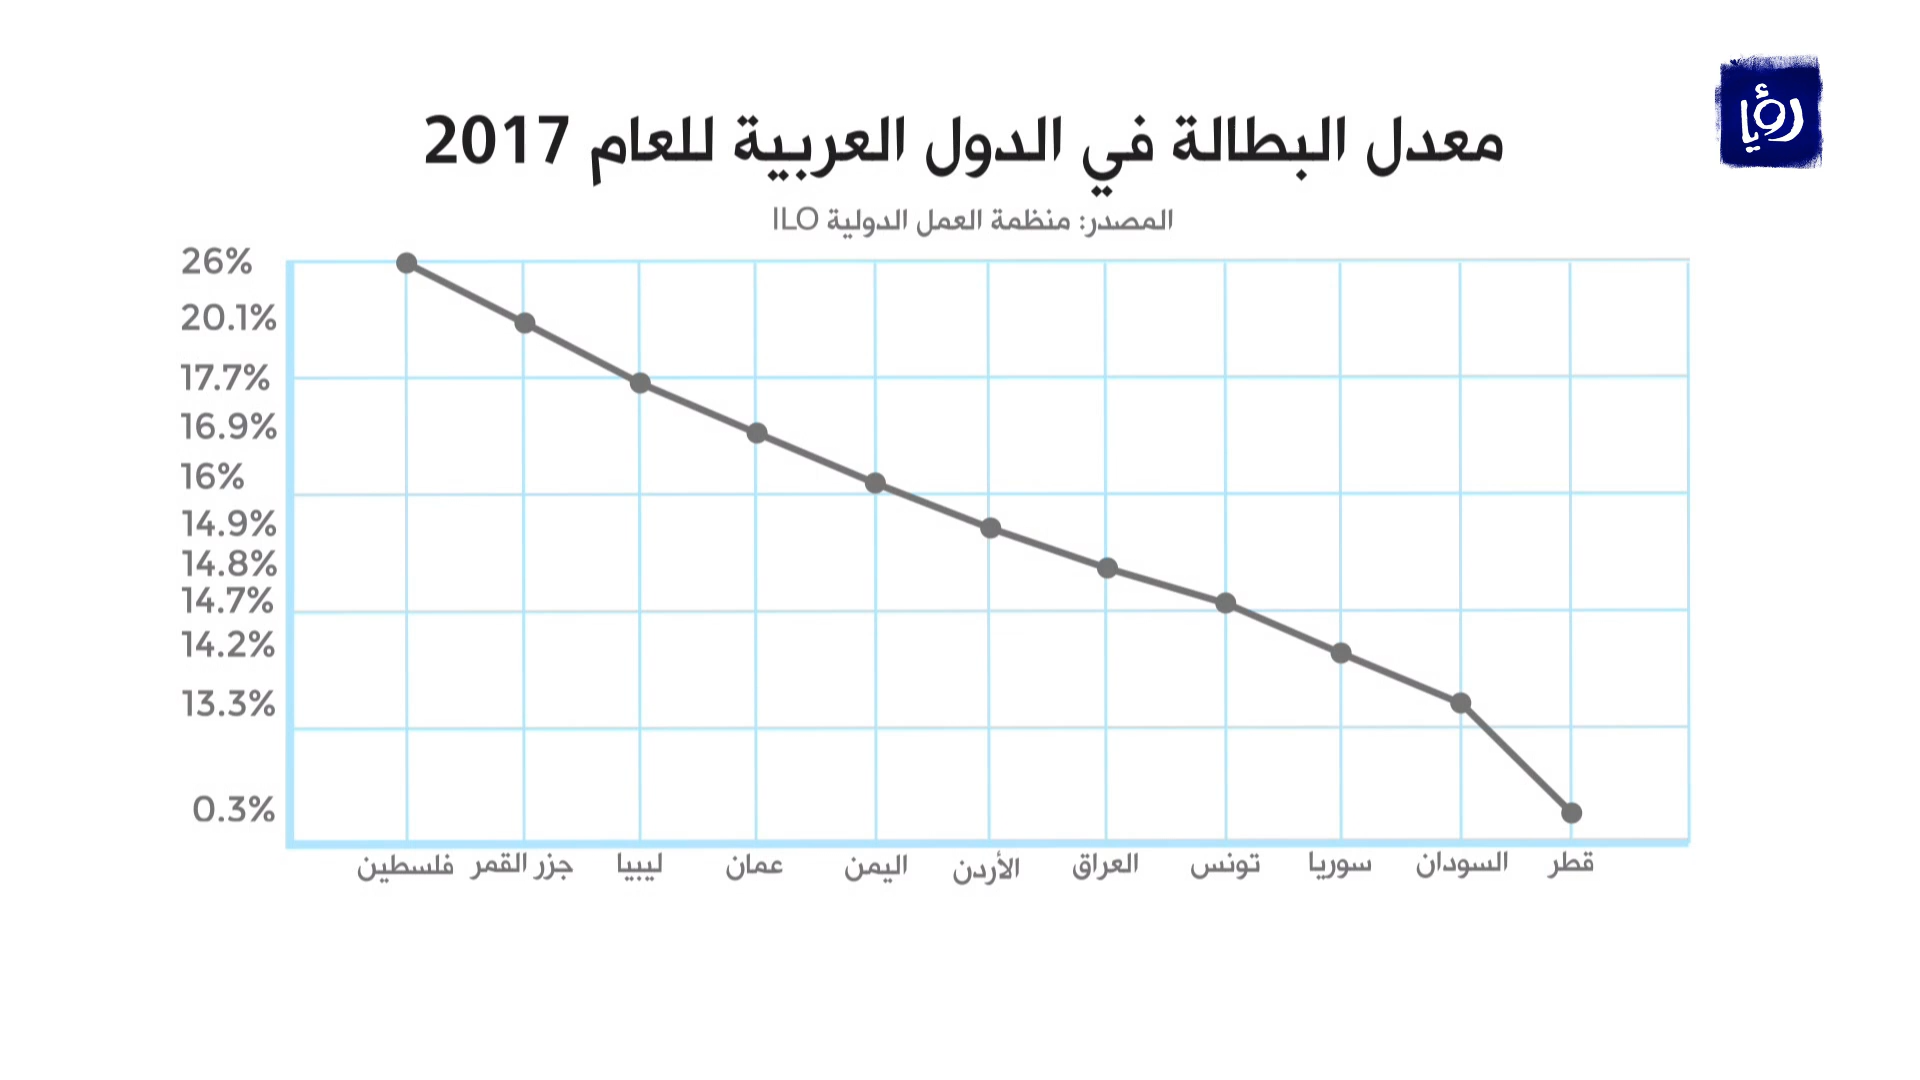 رؤيا
معدل البطالة في الدول العربية للعام 2017
المصدر: منظمة العمل الدولية ILO
26%
20.1%
17.7%
16.9%
16%
14.9%
14.8%
14.7%
14.2%
13.3%
0.3%
فلسطين جزر القمر ليبيا عمان اليمن الأردن العراق تونس سوريا السودان قطر